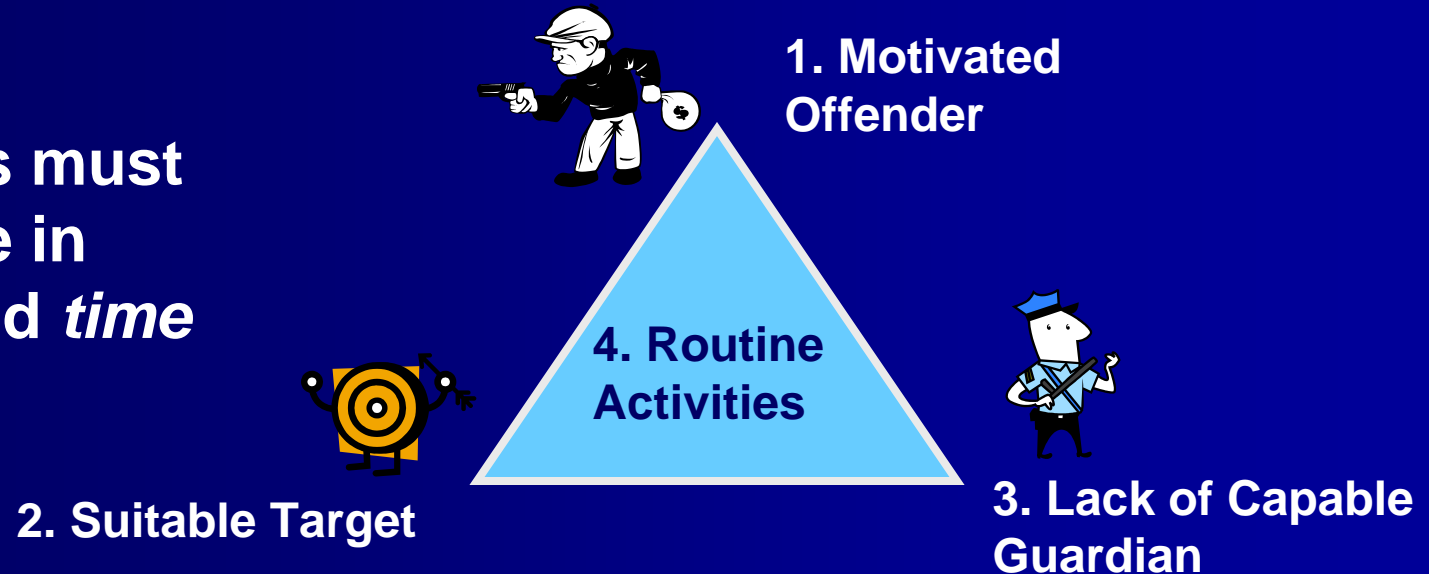 s must
e in
d time
1. Motivated
Offender
$
4. Routine
Activities
2. Suitable Target
3. Lack of Capable
Guardian